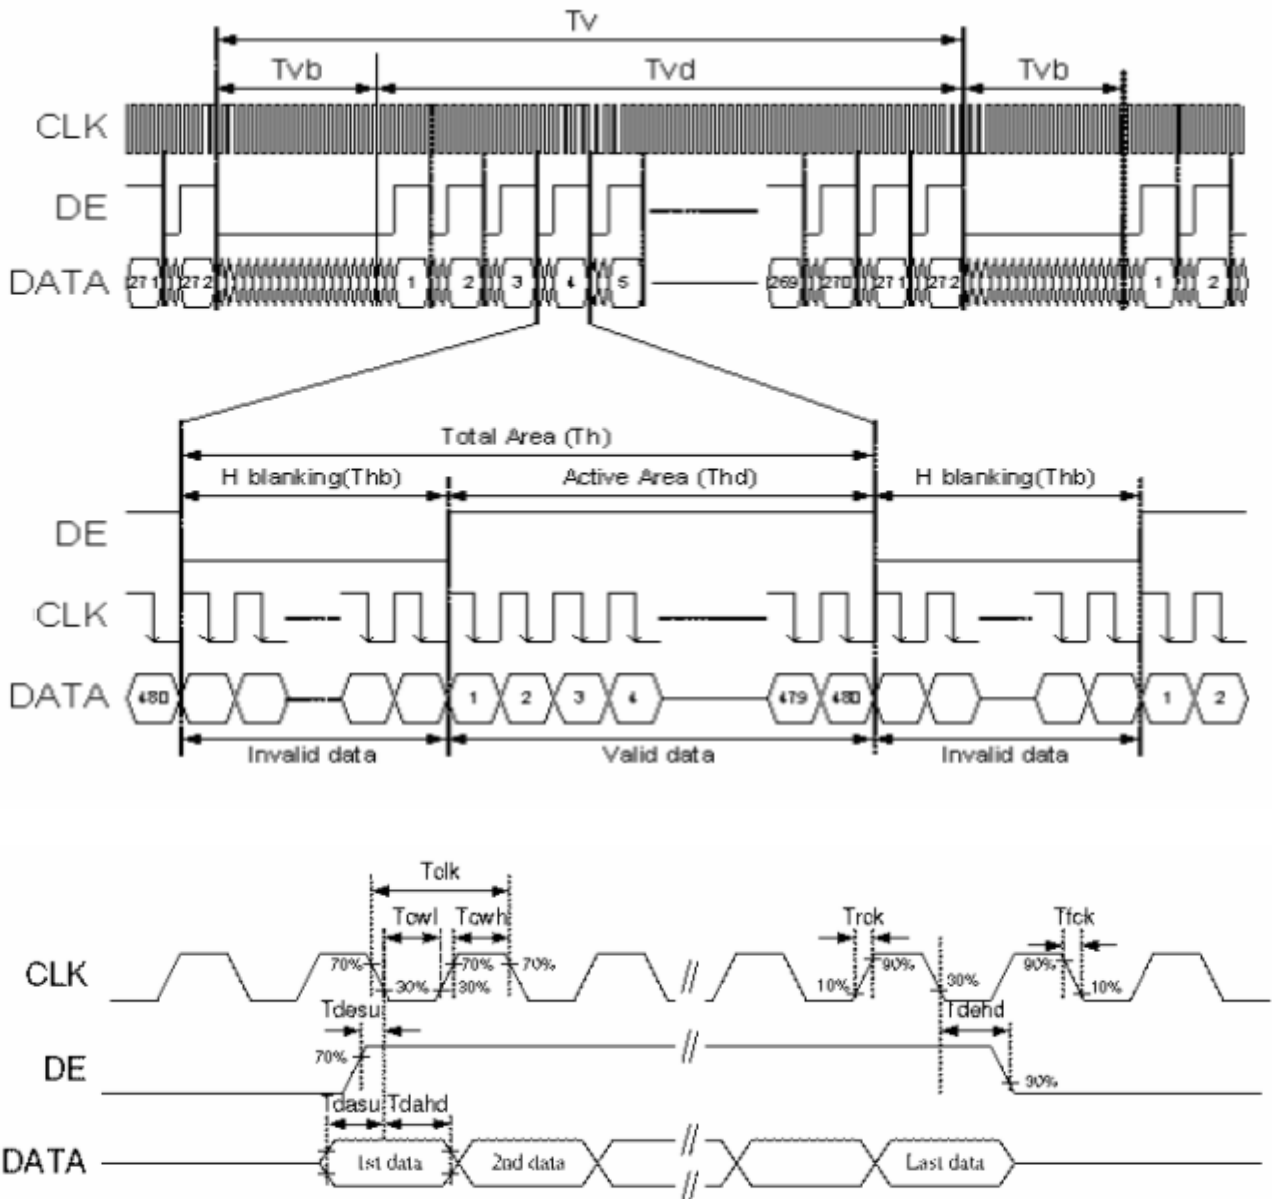 Tv
Tvb Tvd Tvb
CLK
DE
DATA 271 272 1 2 3 4 5 269 270 271 272 1 2
Total Area (Th)
H blanking(Thb) Active Area (Thd) H blanking(Thb)
DE
CLK
DATA 480 1 2 3 4 479 480 1 2
Invalid data Valid data Invalid data
Tclk
Tcwl Tcwh Trck Tfck
CLK 70% 70% 70% 90% 30% 90%
30% 30% 10% 10%
Tdesu Tdehd
DE 70% 30%
Tdasu Tdahd
DATA 1st data 2nd data Last data